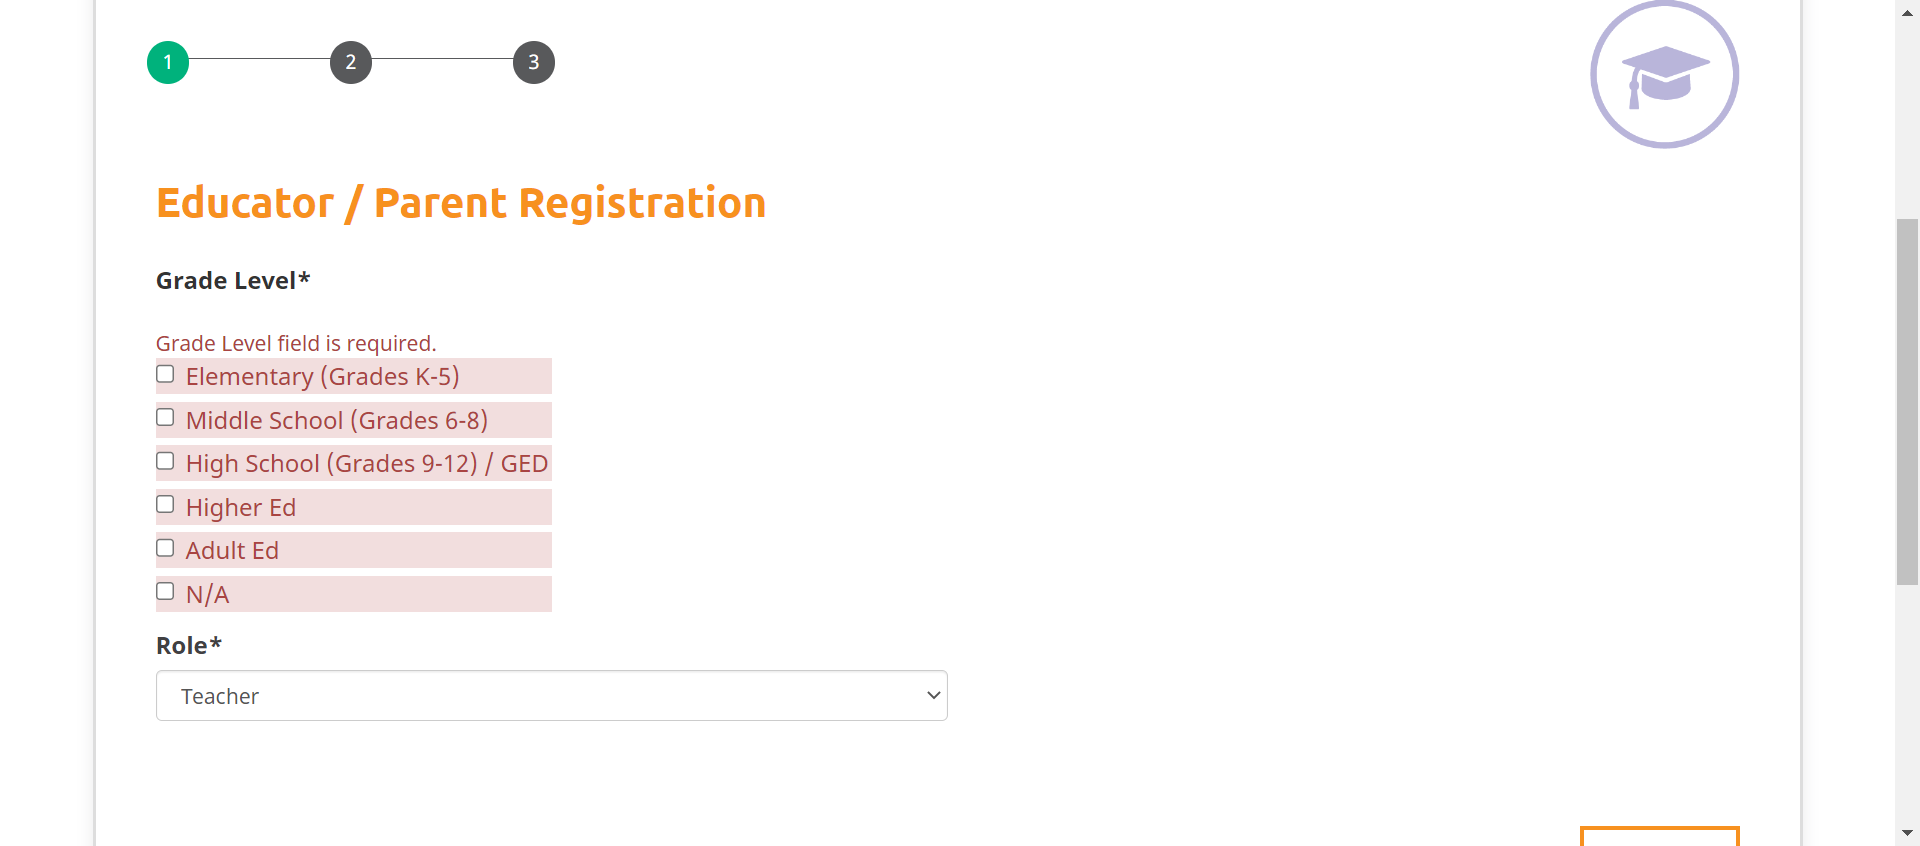 1 2 3
Educator / Parent Registration
Grade Level*
Grade Level field is required.
Elementary (Grades K-5)
Middle School (Grades 6-8)
High School (Grades 9-12) / GED
Higher Ed
Adult Ed
N/A
Role*
Teacher